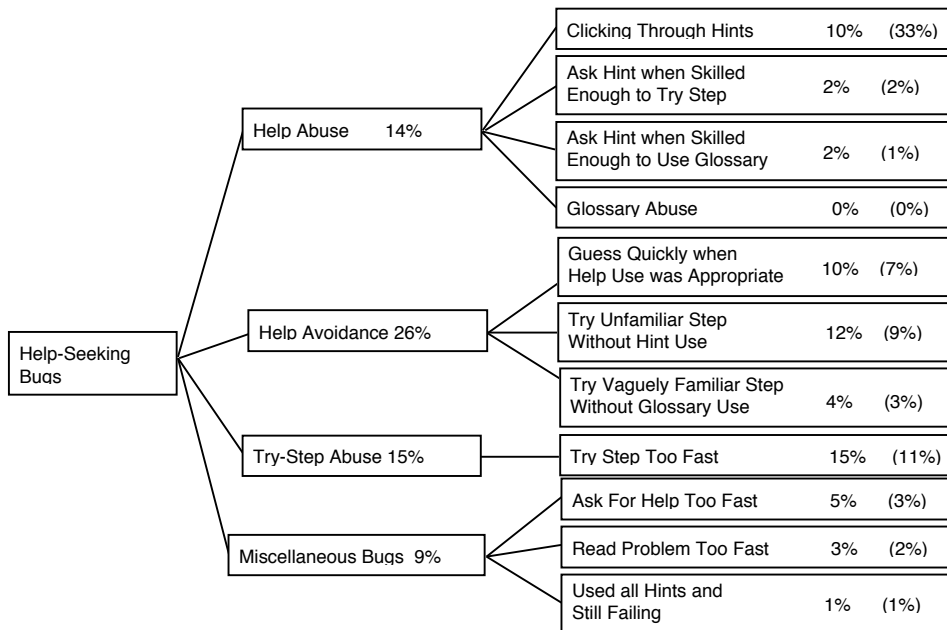 Help-Seeking
Bugs
Help Abuse 14%
Clicking Through Hints 10% (33%)
Ask Hint when Skilled
Enough to Try Step 2% (2%)
Ask Hint when Skilled
Enough to Use Glossary 2% (1%)
Glossary Abuse 0% (0%)
Help Avoidance 26%
Guess Quickly when
Help Use was Appropriate 10% (7%)
Try Unfamiliar Step
Without Hint Use 12% (9%)
Try Vaguely Familiar Step
Without Glossary Use 4% (3%)
Try-Step Abuse 15%
Try Step Too Fast 15% (11%)
Miscellaneous Bugs 9%
Ask For Help Too Fast 5% (3%)
Read Problem Too Fast 3% (2%)
Used all Hints and
Still Failing 1% (1%)